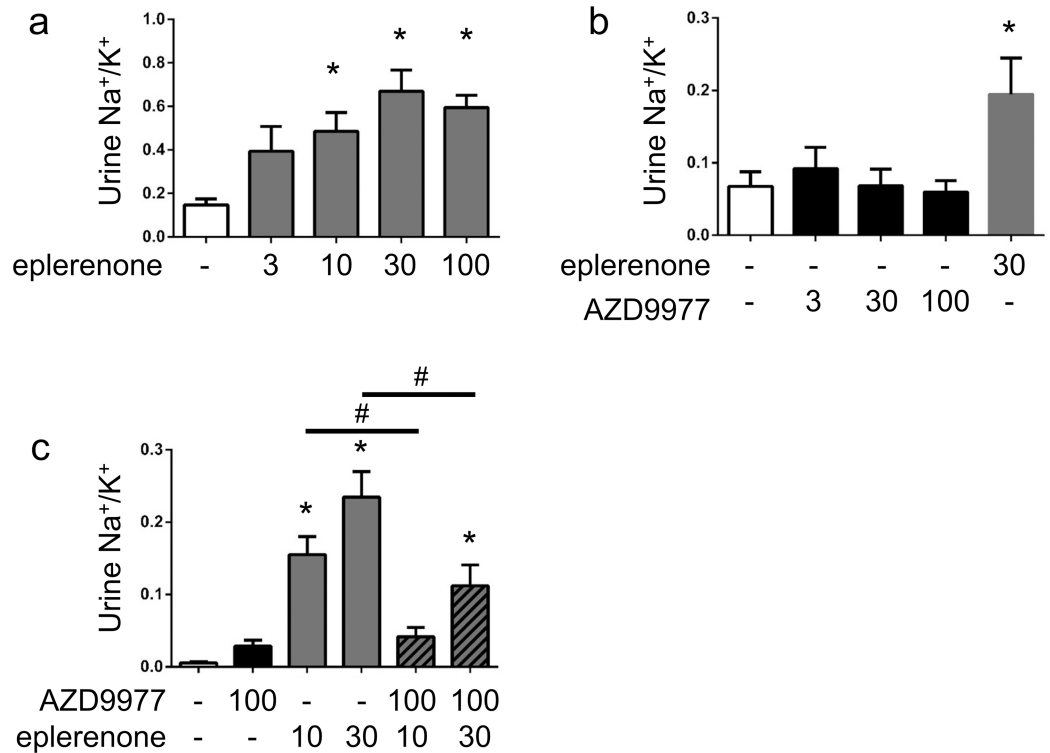 a
Urine Na⁺/K⁺
1.0
0.8
0.6
0.4
0.2
0.0
* * *
eplerenone - 3 10 30 100
b
Urine Na⁺/K⁺
0.3
0.2
0.1
0.0
*
eplerenone - - - - 30
AZD9977 - 3 30 100 -
c
Urine Na⁺/K⁺
0.3
0.2
0.1
0.0
#
#
* * *
AZD9977 - 100 - - 100 100
eplerenone - - 10 30 10 30